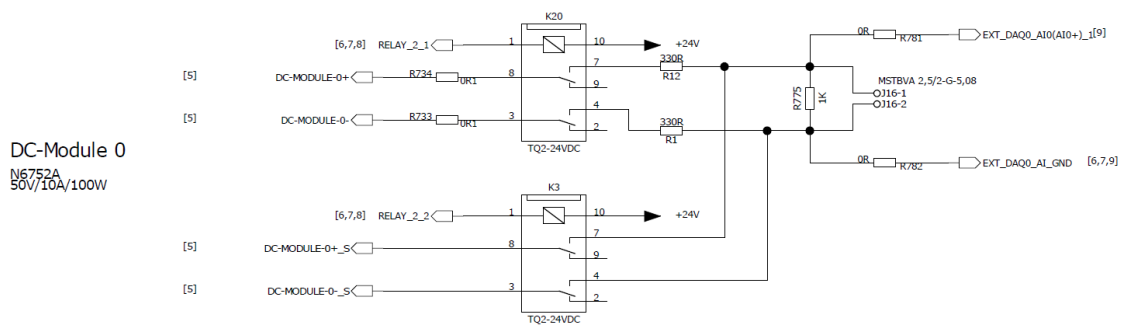 K20
[6,7,8] RELAY_2_1 1 10 +24V
0R R781 EXT_DAQ0_AI0(AI0+)_1 [9]
[5] DC-MODULE-0+ R734 0R1 8 7 9 330R R12
MSTBVA 2,5/2-G-5,08
J16-1
J16-2
R775 1K
[5] DC-MODULE-0- R733 0R1 3 4 2 330R R1
TQ2-24VDC
DC-Module 0
N6752A
50V/10A/100W
0R R782 EXT_DAQ0_AI_GND [6,7,9]
K3
[6,7,8] RELAY_2_2 1 10 +24V
[5] DC-MODULE-0+_S 8 7 9
[5] DC-MODULE-0-_S 3 4 2
TQ2-24VDC